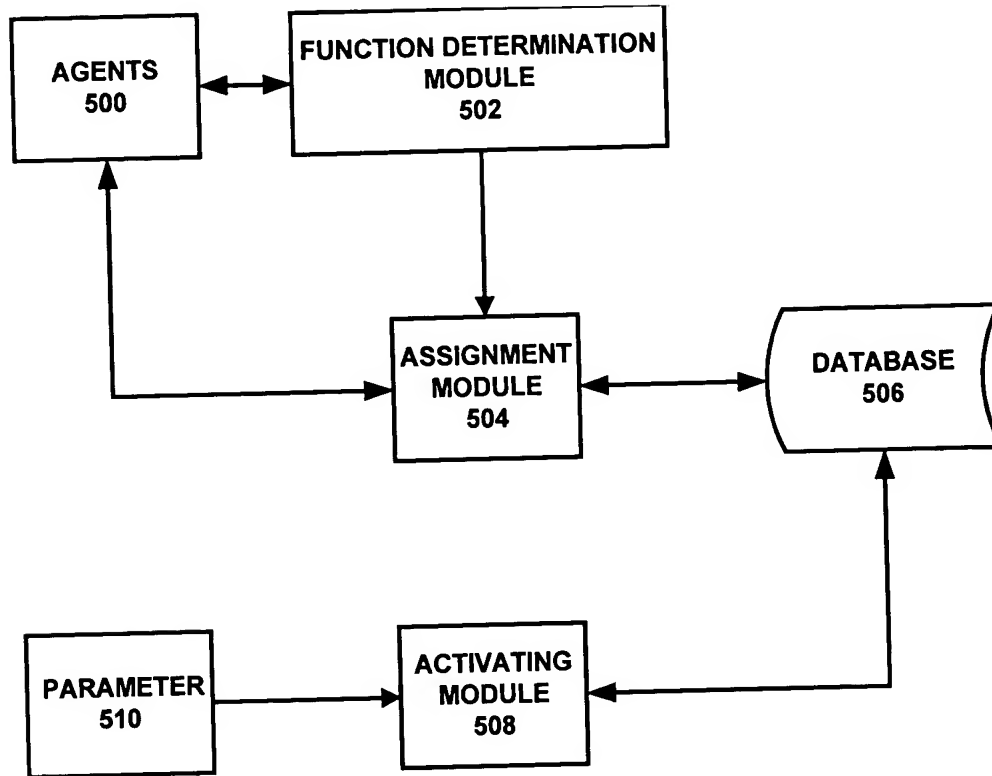 AGENTS
500
FUNCTION DETERMINATION
MODULE
502
ASSIGNMENT
MODULE
504
DATABASE
506
PARAMETER
510
ACTIVATING
MODULE
508